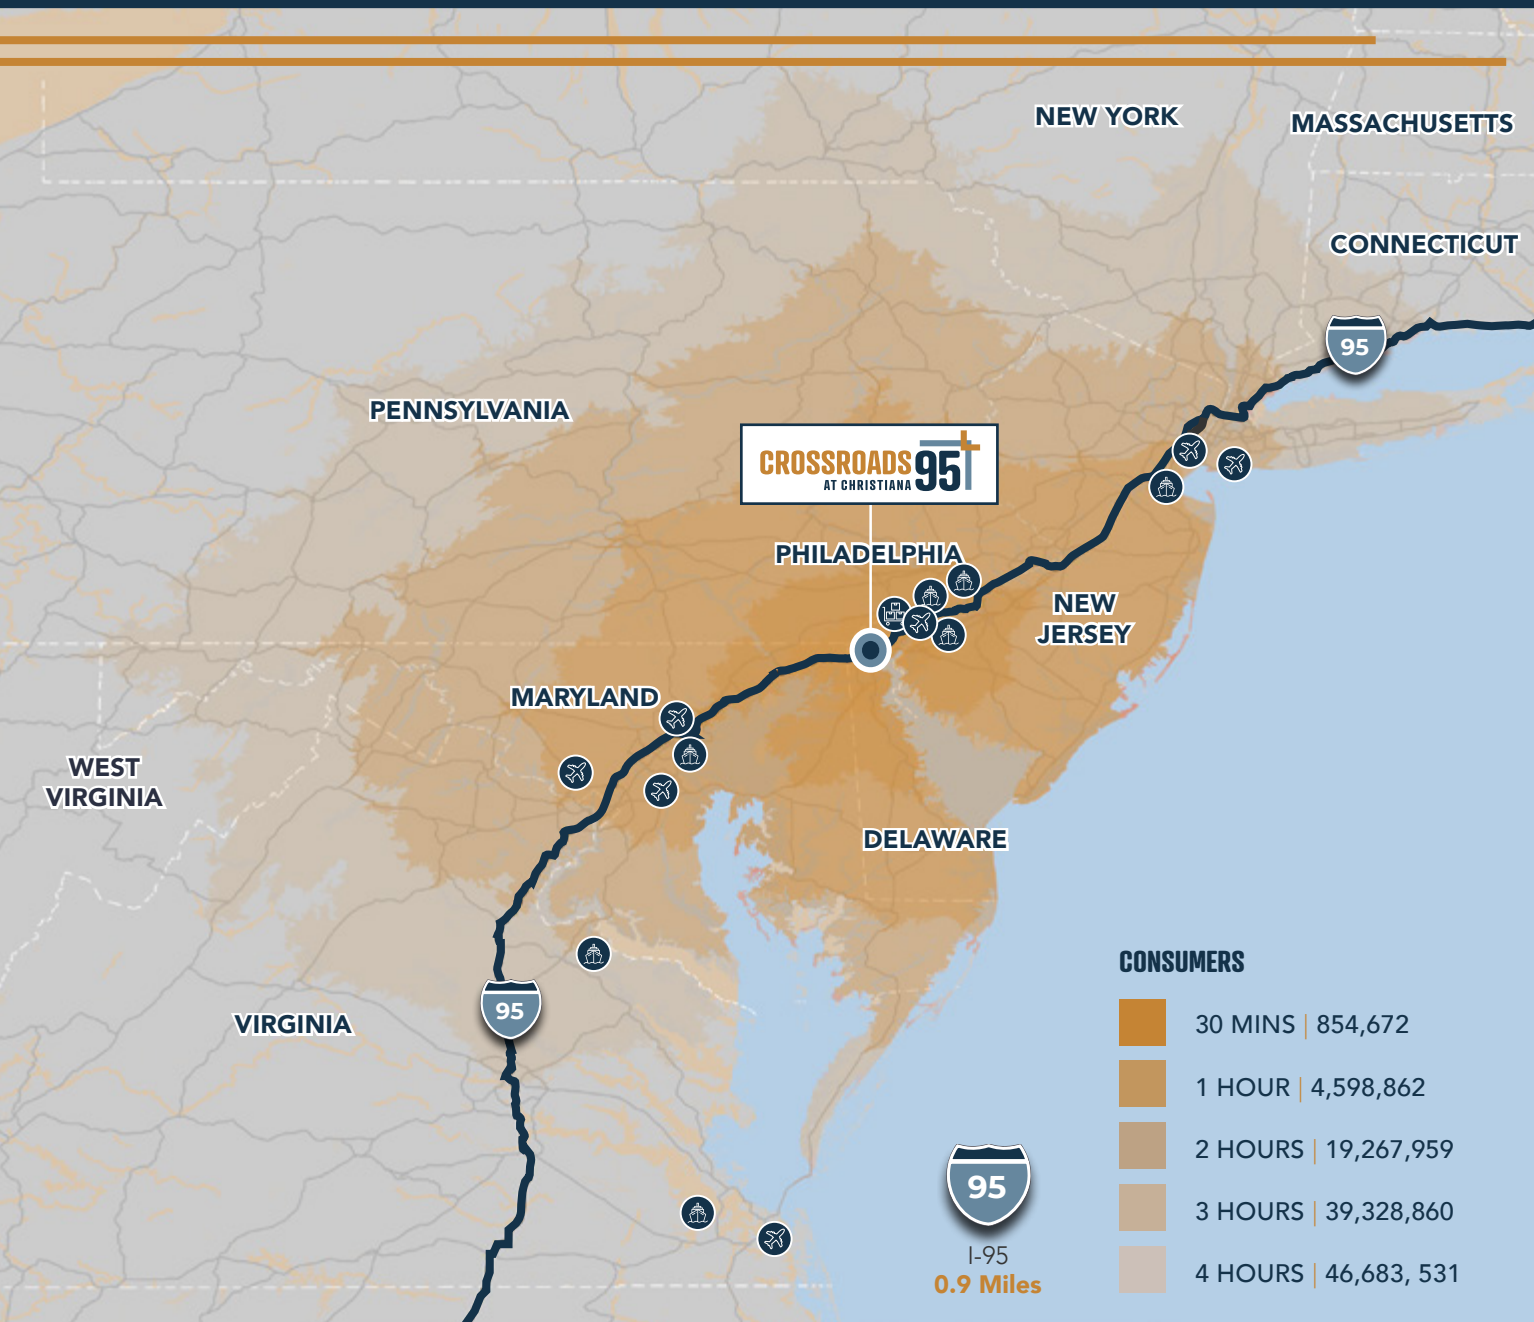 NEW YORK
MASSACHUSETTS
CONNECTICUT
95
PENNSYLVANIA
CROSSROADS 95
AT CHRISTIANA
PHILADELPHIA
NEW
JERSEY
MARYLAND
WEST
VIRGINIA
DELAWARE
95
VIRGINIA
CONSUMERS
30 MINS | 854,672
1 HOUR | 4,598,862
2 HOURS | 19,267,959
3 HOURS | 39,328,860
4 HOURS | 46,683, 531
95
I-95
0.9 Miles